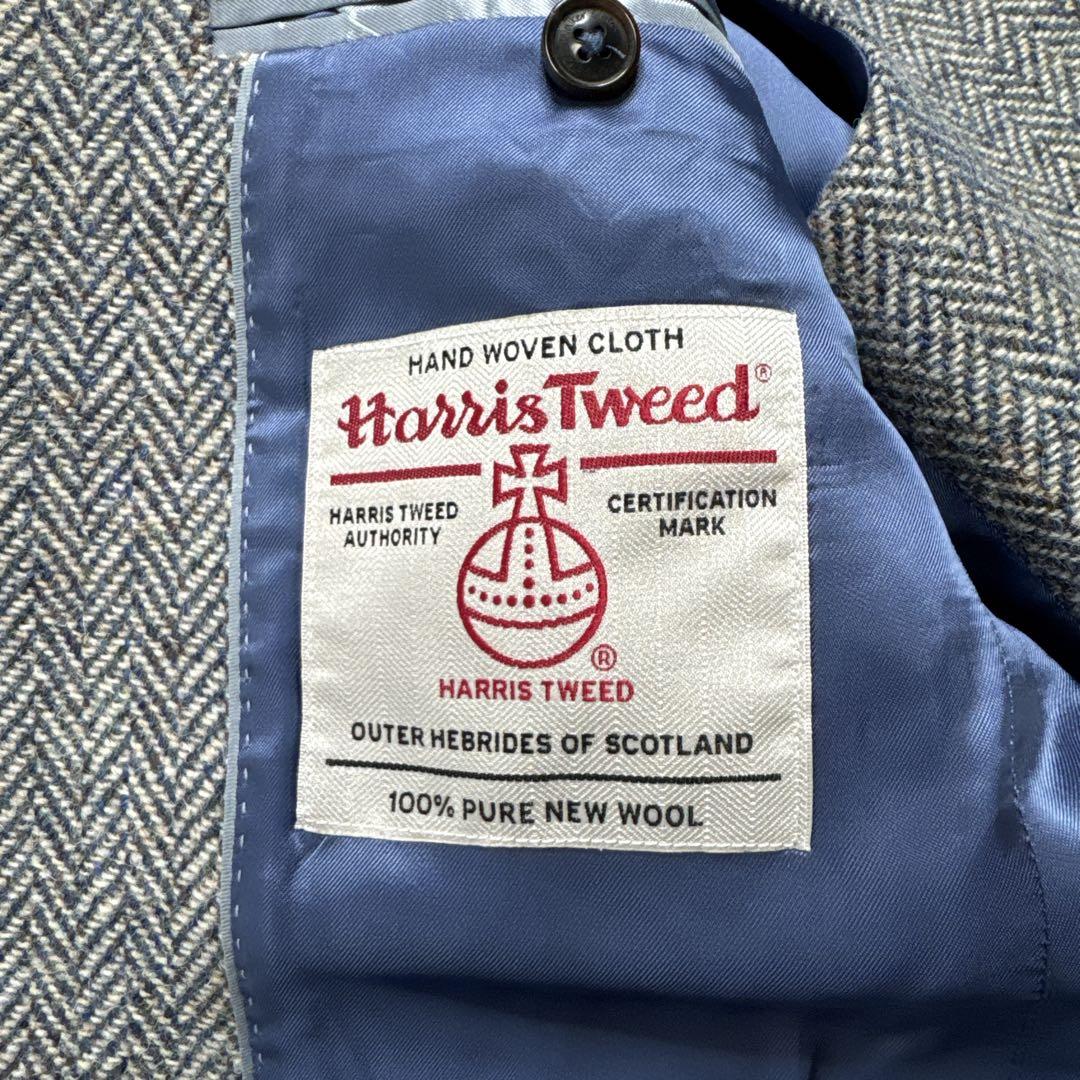 HAND WOVEN CLOTH
Harris Tweed®
HARRIS TWEED
AUTHORITY
CERTIFICATION
MARK
®
HARRIS TWEED
OUTER HEBRIDES OF SCOTLAND
100% PURE NEW WOOL